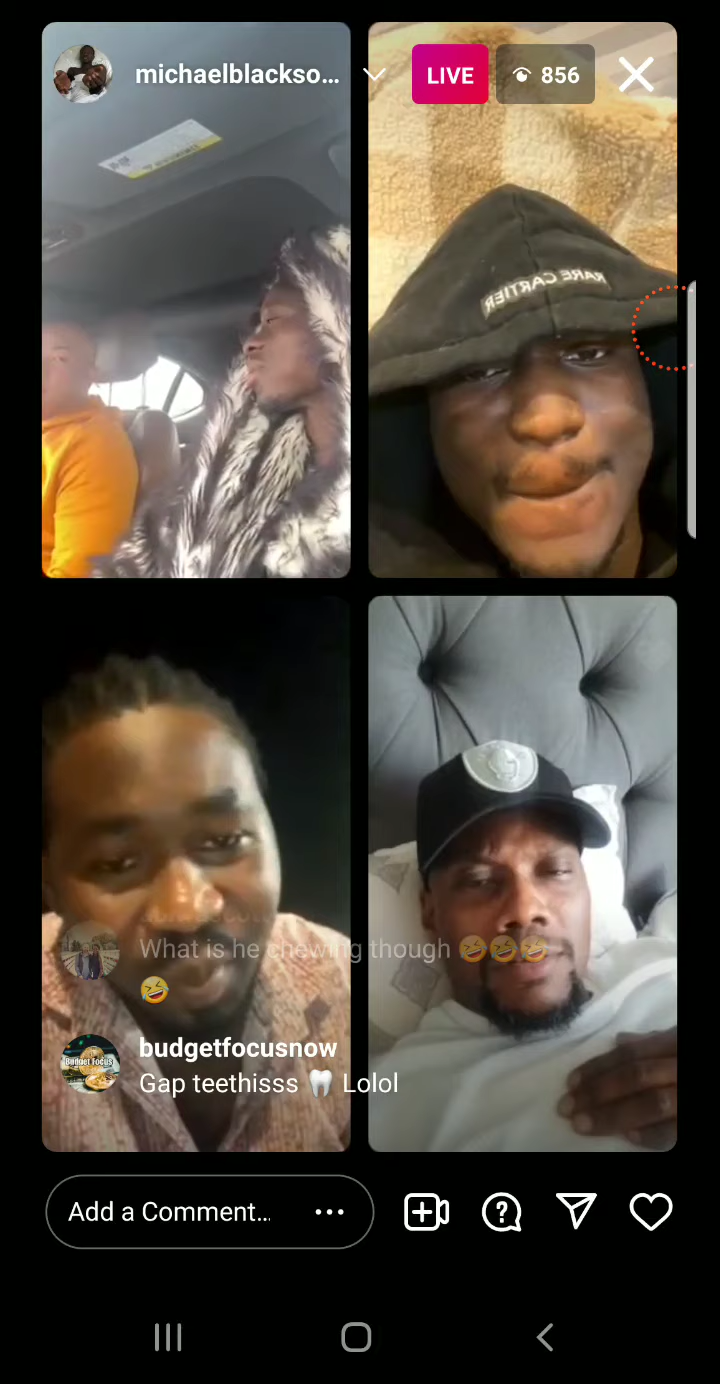 michaelblackso...
LIVE
856
RARE CARTIER
What is he chewing though 🤣🤣🤣
🤣
budgetfocusnow
Budget Focus
Gap teethisss 🦷 Lolol
Add a Comment...